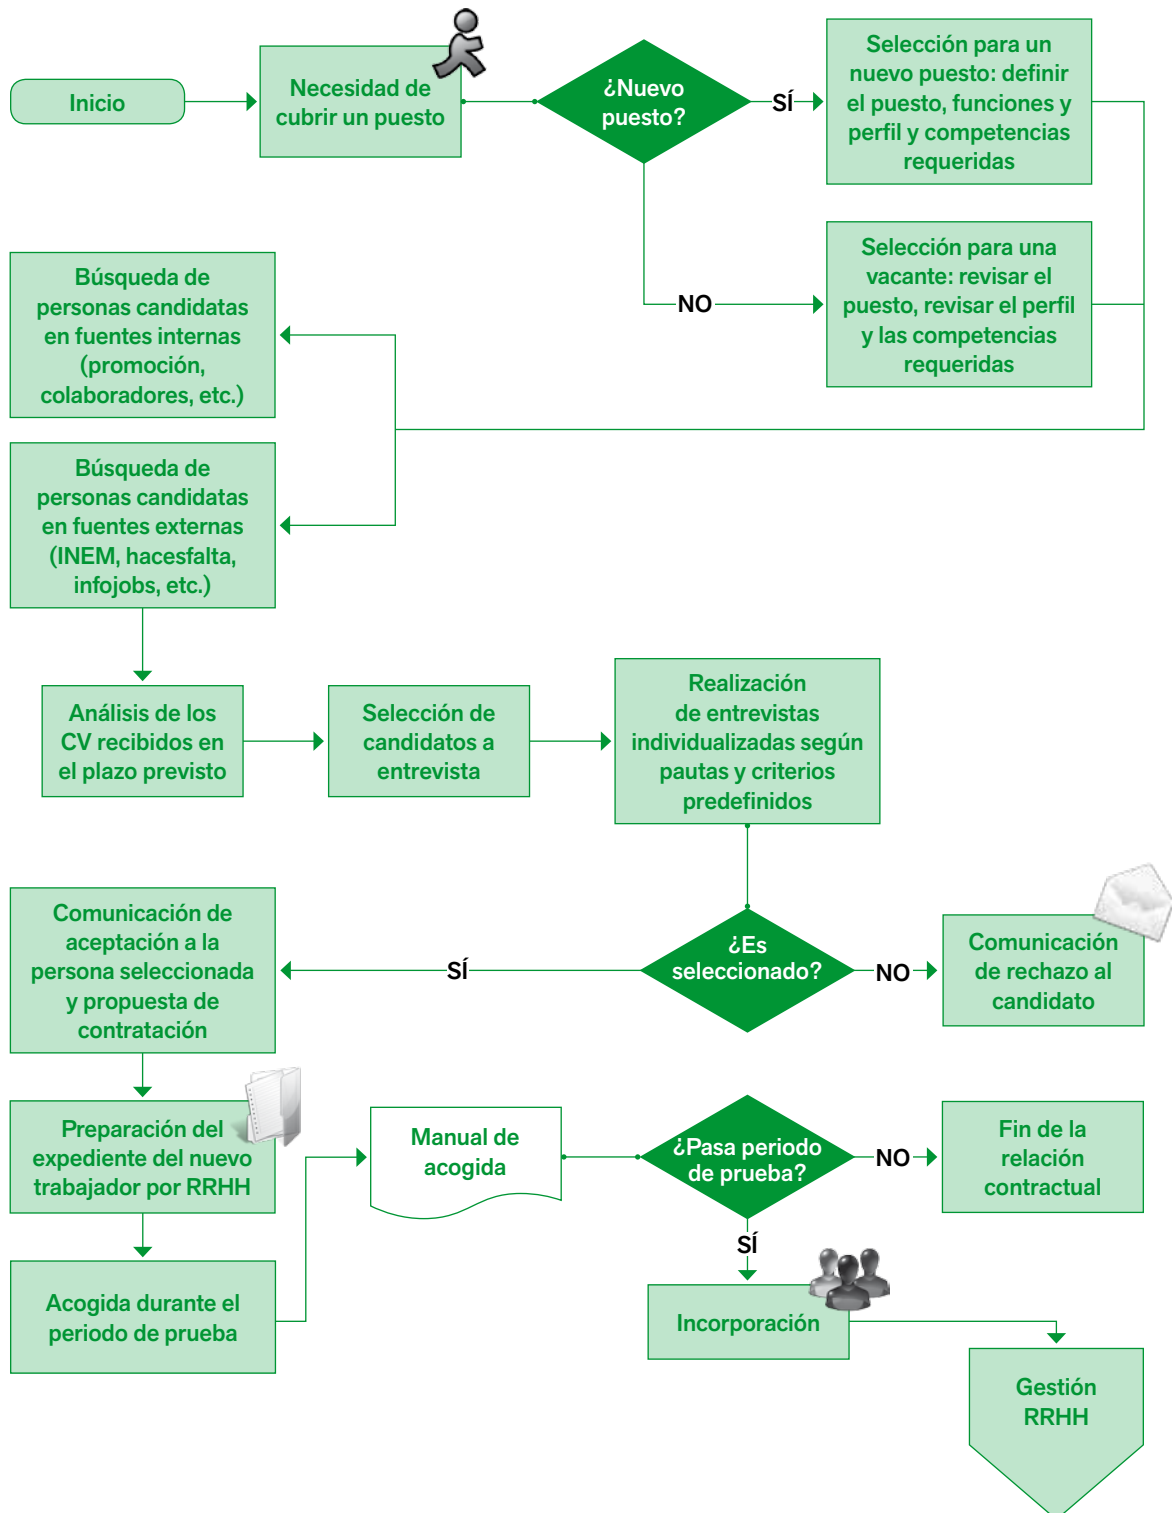 Inicio
Necesidad de
cubrir un puesto
¿Nuevo
puesto?
SÍ
Selección para un
nuevo puesto: definir
el puesto, funciones y
perfil y competencias
requeridas
NO
Selección para una
vacante: revisar el
puesto, revisar el perfil
y las competencias
requeridas
Búsqueda de
personas candidatas
en fuentes internas
(promoción,
colaboradores, etc.)
Búsqueda de
personas candidatas
en fuentes externas
(INEM, hacesfalta,
infojobs, etc.)
Análisis de los
CV recibidos en
el plazo previsto
Selección de
candidatos a
entrevista
Realización
de entrevistas
individualizadas según
pautas y criterios
predefinidos
¿Es
seleccionado?
NO
Comunicación
de rechazo al
candidato
SÍ
Comunicación de
aceptación a la
persona seleccionada
y propuesta de
contratación
Preparación del
expediente del nuevo
trabajador por RRHH
Acogida durante el
periodo de prueba
Manual de
acogida
¿Pasa periodo
de prueba?
NO
Fin de la
relación
contractual
SÍ
Incorporación
Gestión
RRHH